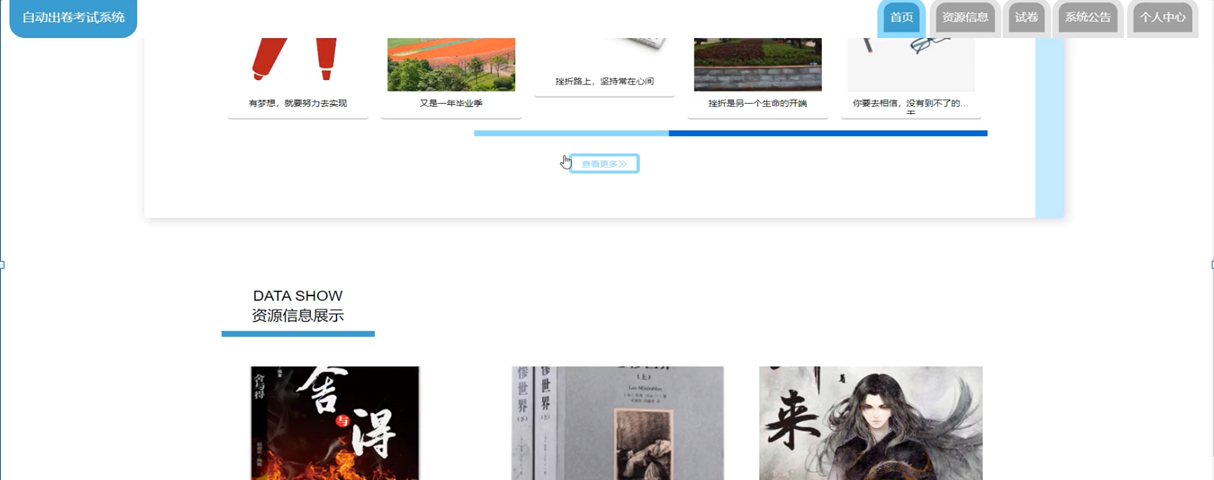 自动出卷考试系统
首页
资源信息
试卷
系统公告
个人中心
挫折路上，坚持常在心间
有梦想，就要努力去实现
又是一年毕业季
挫折是另一个生命的开端
你要去相信，没有到不了的…
查看更多
DATA SHOW
资源信息展示
舍与得
舍与得
惨世界
（上）
Les Misérables
来